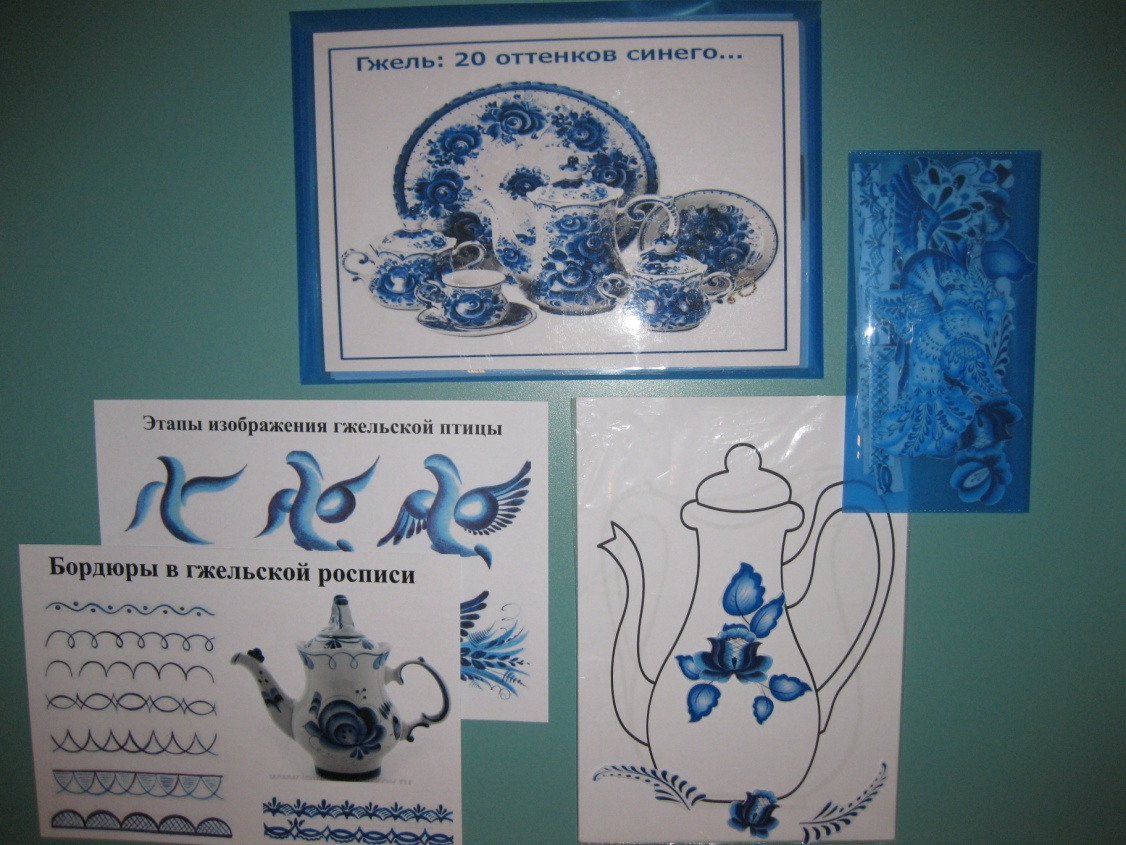 Гжель: 20 оттенков синего...
Этапы изображения гжельской птицы
Бордюры в гжельской росписи